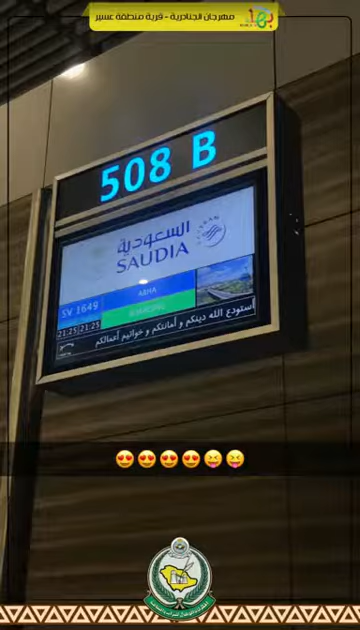 مهرجان الجنادرية - قرية منطقة عسير
508 B
السعودية
SAUDIA
SV 1649
ABHA
21:25 21:25
أستودع الله دينكم و أمانتكم و خواتيم أعمالكم